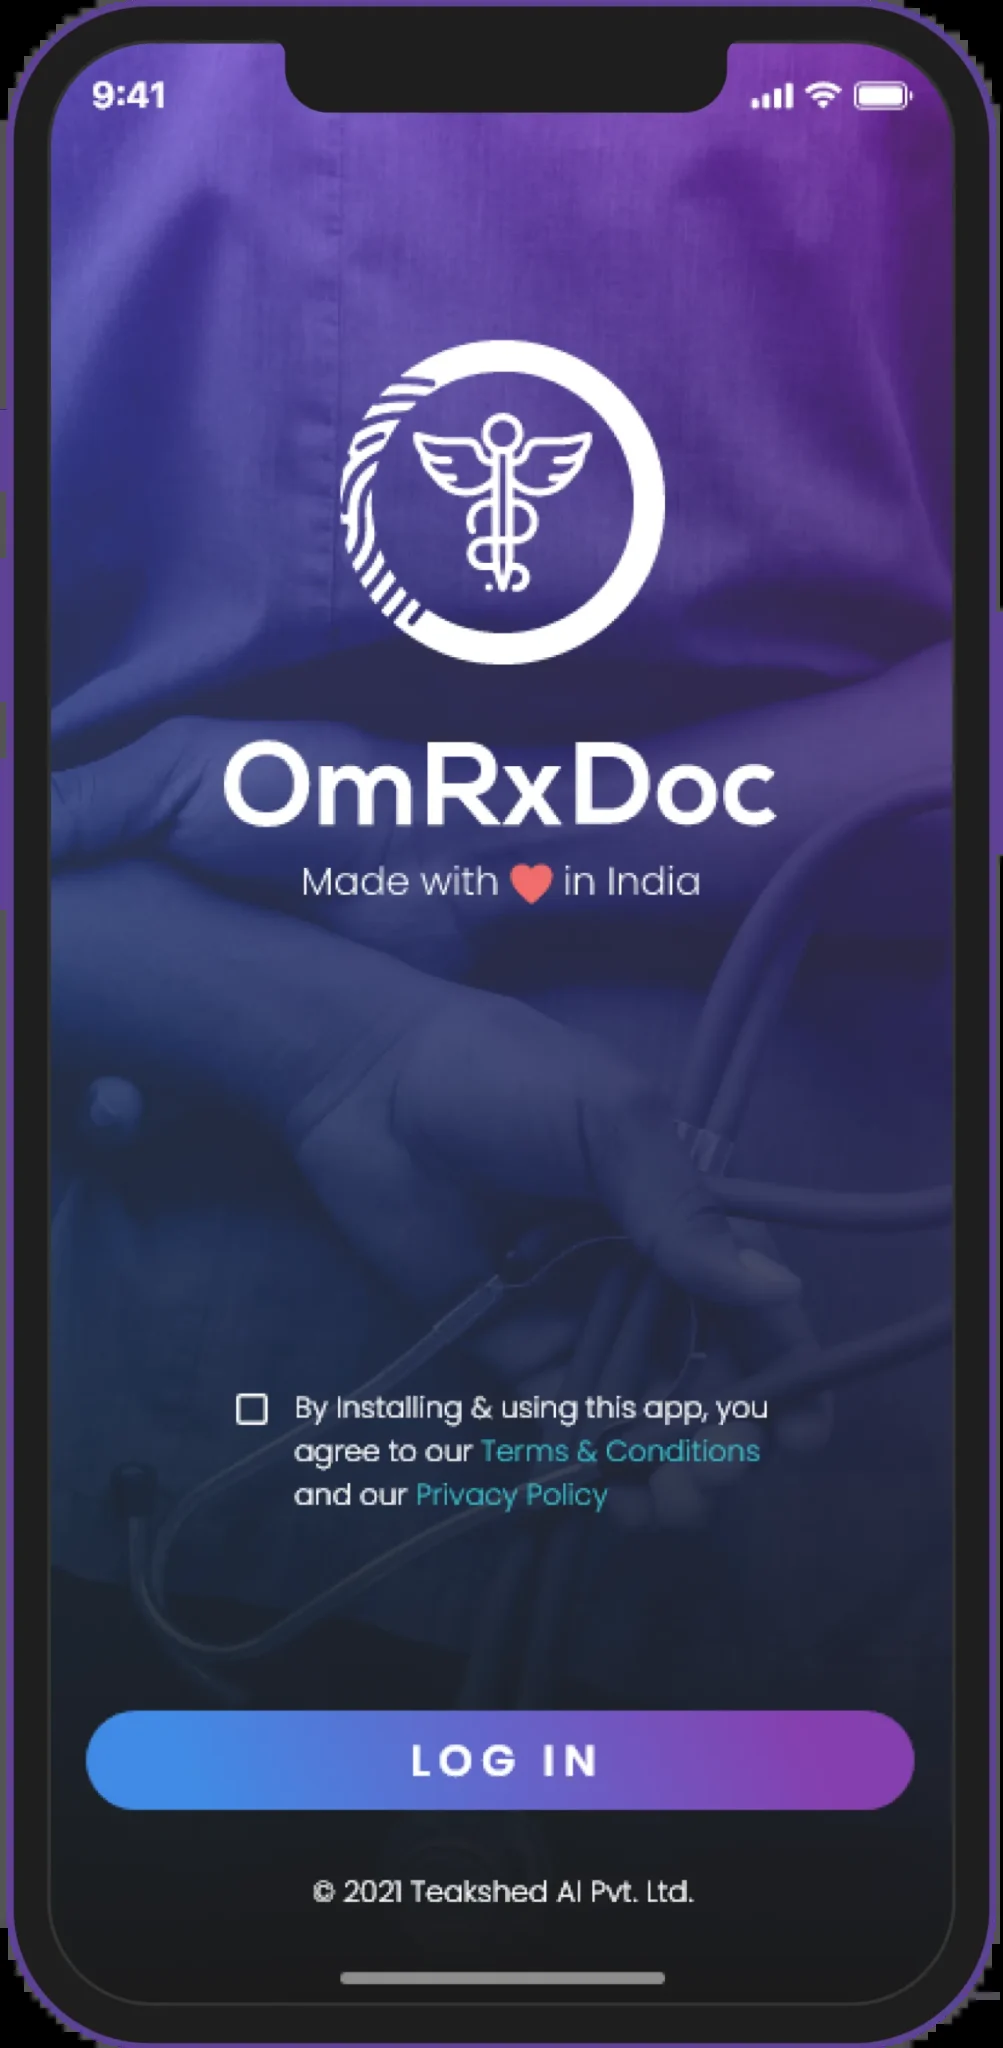 9:41
OmRxDoc
Made with ❤ in India
By Installing & using this app, you
agree to our Terms & Conditions
and our Privacy Policy
LOG IN
© 2021 Teakshed AI Pvt. Ltd.